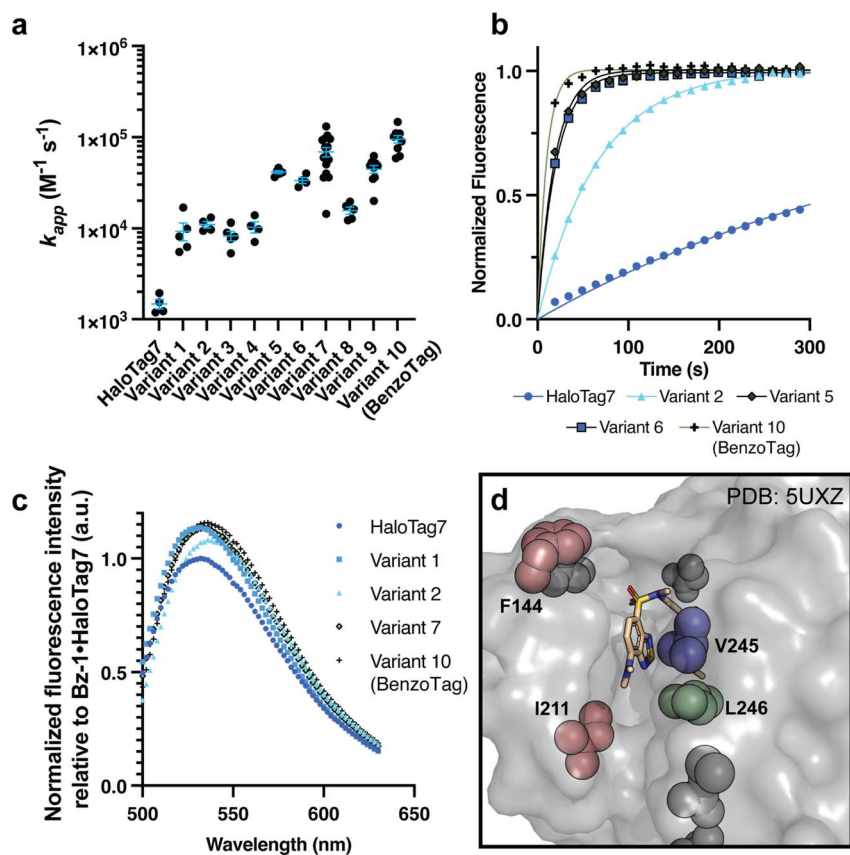 a
k_app (M⁻¹ s⁻¹)
1×10⁶
1×10⁵
1×10⁴
1×10³
HaloTag7
Variant 1
Variant 2
Variant 3
Variant 4
Variant 5
Variant 6
Variant 7
Variant 8
Variant 9
Variant 10
(BenzoTag)
b
Normalized Fluorescence
1.0
0.5
0.0
0
100
200
300
Time (s)
HaloTag7
Variant 2
Variant 5
Variant 6
Variant 10
(BenzoTag)
c
Normalized fluorescence intensity
relative to Bz-1•HaloTag7 (a.u.)
1.0
0.5
0.0
500
550
600
650
Wavelength (nm)
HaloTag7
Variant 1
Variant 2
Variant 7
Variant 10
(BenzoTag)
d
PDB: 5UXZ
F144
V245
I211
L246